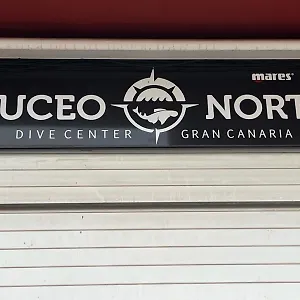 mares
UCEO NORT
DIVE CENTER GRAN CANARIA